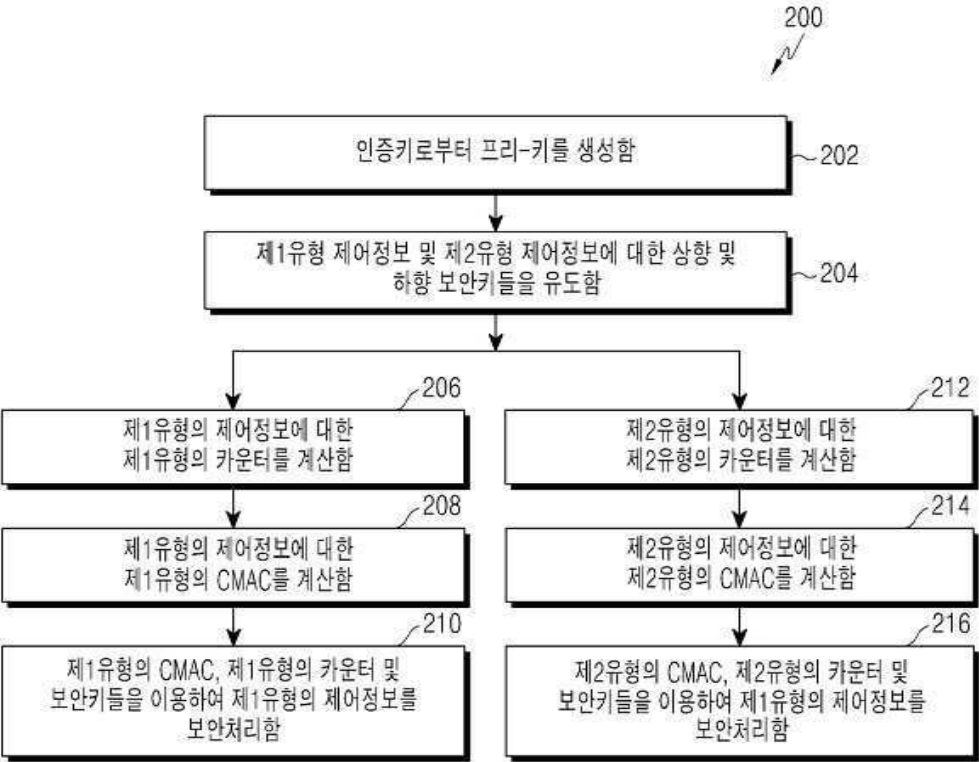 200
인증키로부터 프리-키를 생성함
202
제1유형 제어정보 및 제2유형 제어정보에 대한 상향 및
하향 보안키들을 유도함
204
206
제1유형의 제어정보에 대한
제1유형의 카운터를 계산함
208
제1유형의 제어정보에 대한
제1유형의 CMAC를 계산함
210
제1유형의 CMAC, 제1유형의 카운터 및
보안키들을 이용하여 제1유형의 제어정보를
보안처리함
212
제2유형의 제어정보에 대한
제2유형의 카운터를 계산함
214
제2유형의 제어정보에 대한
제2유형의 CMAC를 계산함
216
제2유형의 CMAC, 제2유형의 카운터 및
보안키들을 이용하여 제1유형의 제어정보를
보안처리함